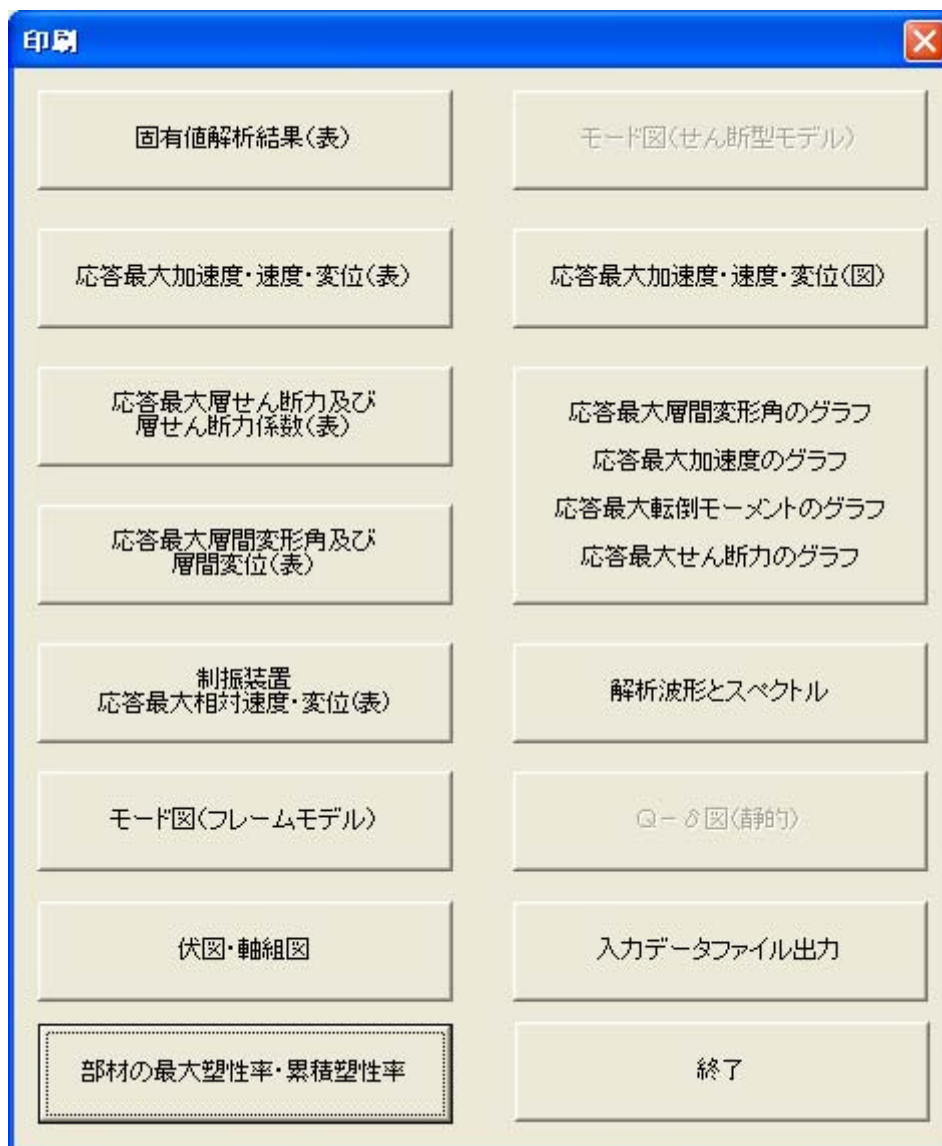 印刷
固有値解析結果(表)
モード図(せん断型モデル)
応答最大加速度・速度・変位(表)
応答最大加速度・速度・変位(図)
応答最大層せん断力及び
層せん断力係数(表)
応答最大層間変形角のグラフ
応答最大加速度のグラフ
応答最大転倒モーメントのグラフ
応答最大せん断力のグラフ
応答最大層間変形角及び
層間変位(表)
制振装置
応答最大相対速度・変位(表)
解析波形とスペクトル
モード図(フレームモデル)
Q-δ図(静的)
伏図・軸組図
入力データファイル出力
部材の最大塑性率・累積塑性率
終了